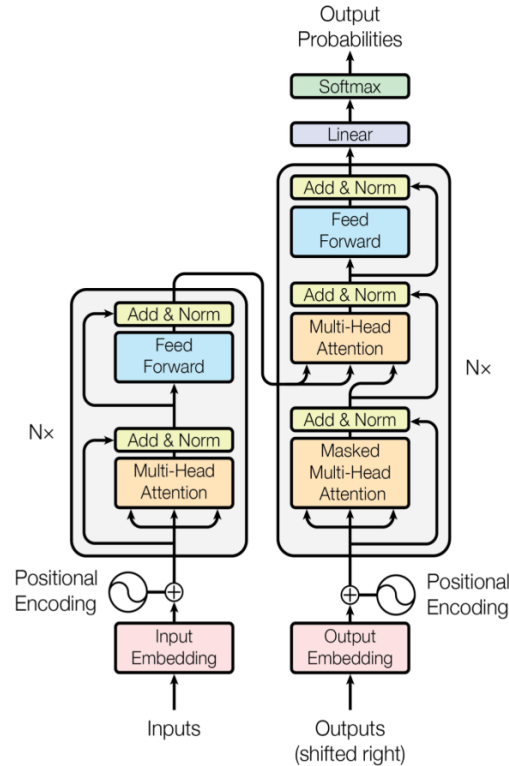 Output
Probabilities
Softmax
Linear
Add & Norm
Feed
Forward
Add & Norm
Multi-Head
Attention
Add & Norm
Masked
Multi-Head
Attention
N×
Positional
Encoding
Output
Embedding
Outputs
(shifted right)
Add & Norm
Feed
Forward
Add & Norm
Multi-Head
Attention
N×
Positional
Encoding
Input
Embedding
Inputs